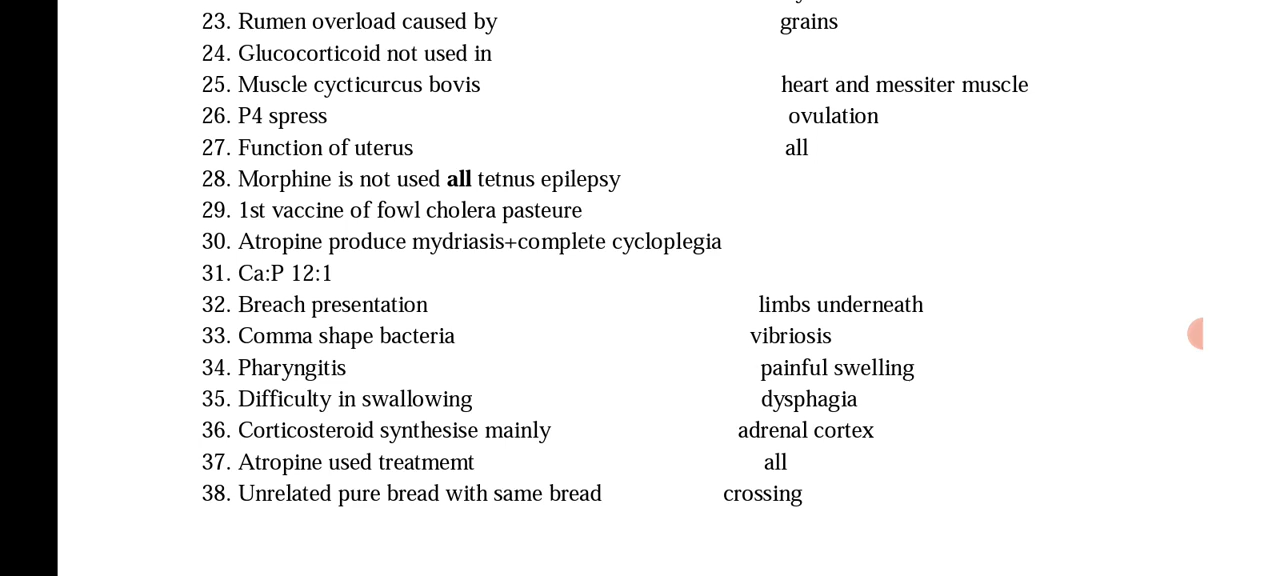 23. Rumen overload caused by grains
24. Glucocorticoid not used in
25. Muscle cycticurcus bovis heart and messiter muscle
26. P4 spress ovulation
27. Function of uterus all
28. Morphine is not used all tetnus epilepsy
29. 1st vaccine of fowl cholera pasteure
30. Atropine produce mydriasis+complete cycloplegia
31. Ca:P 12:1
32. Breach presentation limbs underneath
33. Comma shape bacteria vibriosis
34. Pharyngitis painful swelling
35. Difficulty in swallowing dysphagia
36. Corticosteroid synthesise mainly adrenal cortex
37. Atropine used treatmemt all
38. Unrelated pure bread with same bread crossing